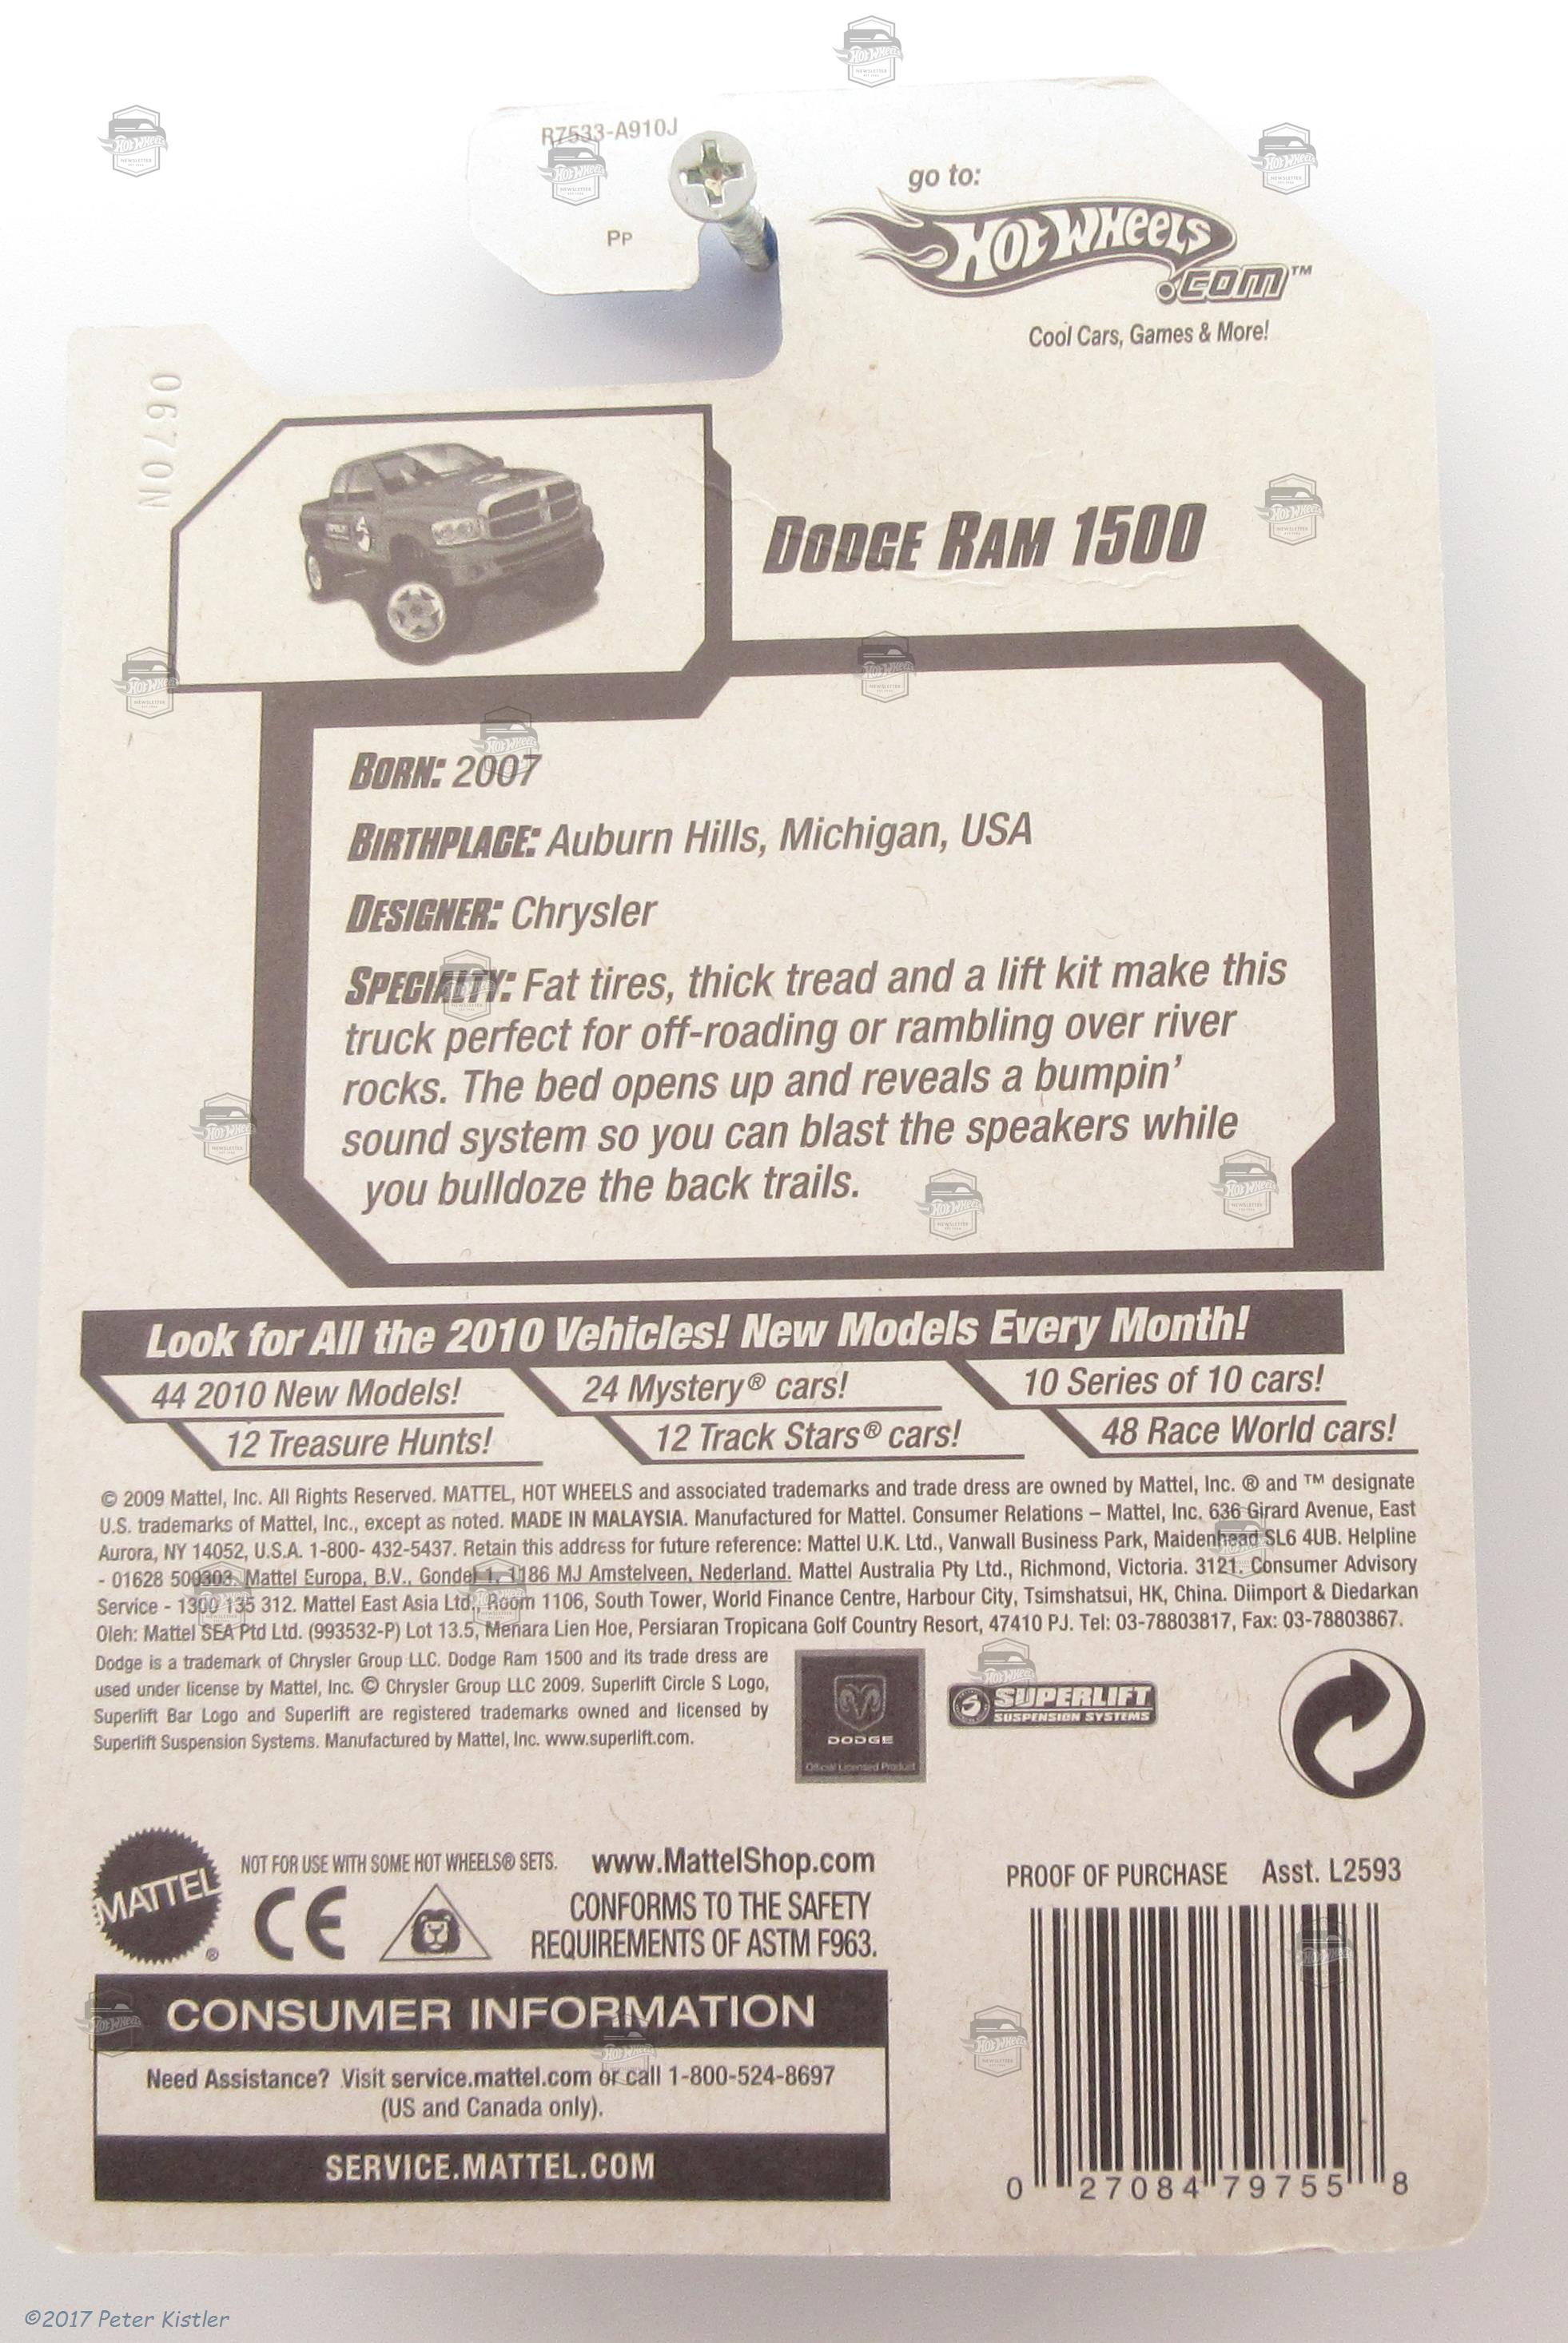 R7533-A910J
PP
go to:
Hot Wheels
.com™
Cool Cars, Games & More!
0670N
DODGE RAM 1500
BORN: 2007
BIRTHPLACE: Auburn Hills, Michigan, USA
DESIGNER: Chrysler
SPECIALTY: Fat tires, thick tread and a lift kit make this
truck perfect for off-roading or rambling over river
rocks. The bed opens up and reveals a bumpin'
sound system so you can blast the speakers while
you bulldoze the back trails.
Look for All the 2010 Vehicles! New Models Every Month!
44 2010 New Models!
24 Mystery® cars!
10 Series of 10 cars!
12 Treasure Hunts!
12 Track Stars® cars!
48 Race World cars!
© 2009 Mattel, Inc. All Rights Reserved. MATTEL, HOT WHEELS and associated trademarks and trade dress are owned by Mattel, Inc. ® and ™ designate
U.S. trademarks of Mattel, Inc., except as noted. MADE IN MALAYSIA. Manufactured for Mattel. Consumer Relations – Mattel, Inc. 636 Girard Avenue, East
Aurora, NY 14052, U.S.A. 1-800- 432-5437. Retain this address for future reference: Mattel U.K. Ltd., Vanwall Business Park, Maidenhead SL6 4UB. Helpline
- 01628 500303. Mattel Europa, B.V., Gondel 1, 1186 MJ Amstelveen, Nederland. Mattel Australia Pty Ltd., Richmond, Victoria. 3121. Consumer Advisory
Service - 1300 135 312. Mattel East Asia Ltd., Room 1106, South Tower, World Finance Centre, Harbour City, Tsimshatsui, HK, China. Diimport & Diedarkan
Oleh: Mattel SEA Ptd Ltd. (993532-P) Lot 13.5, Menara Lien Hoe, Persiaran Tropicana Golf Country Resort, 47410 PJ. Tel: 03-78803817, Fax: 03-78803867.
Dodge is a trademark of Chrysler Group LLC. Dodge Ram 1500 and its trade dress are
used under license by Mattel, Inc. © Chrysler Group LLC 2009. Superlift Circle S Logo,
Superlift Bar Logo and Superlift are registered trademarks owned and licensed by
Superlift Suspension Systems. Manufactured by Mattel, Inc. www.superlift.com.
DODGE
Official Licensed Product
SUPERLIFT
SUSPENSION SYSTEMS
MATTEL®
NOT FOR USE WITH SOME HOT WHEELS® SETS.
www.MattelShop.com
CE
CONFORMS TO THE SAFETY
REQUIREMENTS OF ASTM F963.
PROOF OF PURCHASE Asst. L2593
CONSUMER INFORMATION
Need Assistance? Visit service.mattel.com or call 1-800-524-8697
(US and Canada only).
SERVICE.MATTEL.COM
0 27084 79755 8
©2017 Peter Kistler